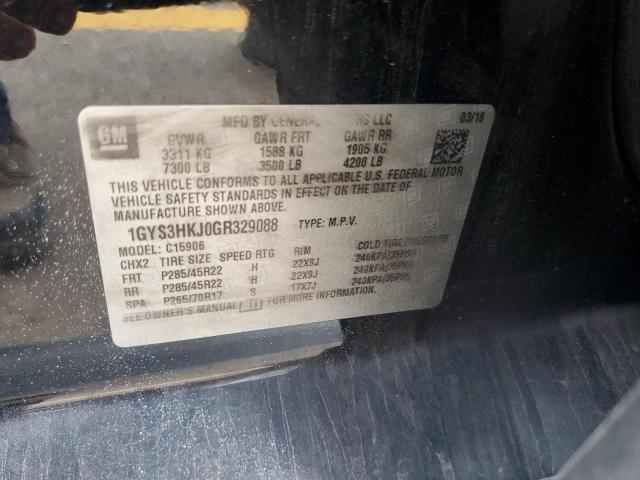 GM
MFD BY GENERAL RS LLC 03/16
GVWR GAWR FRT GAWR RR
3311 KG 1588 KG 1905 KG
7300 LB 3500 LB 4200 LB
THIS VEHICLE CONFORMS TO ALL APPLICABLE U.S. FEDERAL MOTOR
VEHICLE SAFETY STANDARDS IN EFFECT ON THE DATE OF
MANUFACTURE SHOWN ABOVE.
1GYS3HKJ0GR329088 TYPE: M.P.V.
MODEL: C15906
CHX2 TIRE SIZE SPEED RTG RIM COLD TIRE PRESSURE
FRT P285/45R22 H 22X9J 240KPA(35PSI)
RR P285/45R22 H 22X9J 240KPA(35PSI)
SPA P265/70R17 S 17X7J 240KPA(35PSI)
SEE OWNER'S MANUAL FOR MORE INFORMATION.